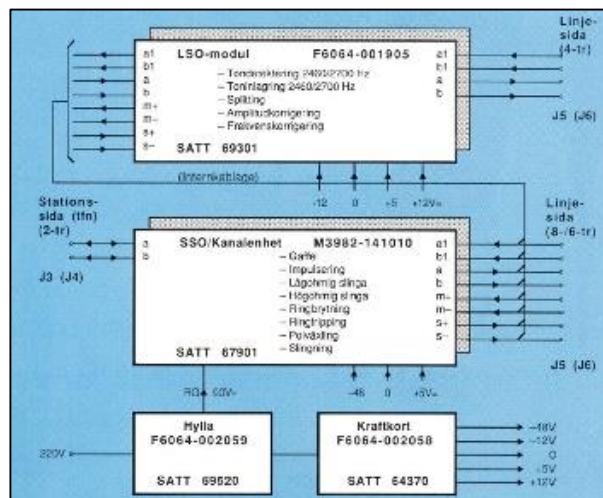 LSO-modul F6064-001905
a1
b1
a
b
m+
m−
s+
s−
– Tondetektering 2460/2700 Hz
– Toninlagring 2460/2700 Hz
– Splitting
– Amplitudkorrigering
– Frekvenskorrigering
a1
b1
a
b
SATT 69301
Linje-
sida
(4-tr)
J5 (J6)
(Internkablage)
-12 0 +5 +12V=
Stations-
sida (tfn)
(2-tr)
J3 (J4)
SSO/Kanalenhet M3982-141010
a
b
– Gaffel
– Impulsering
– Lågohmig slinga
– Högohmig slinga
– Ringbrytning
– Ringtripping
– Polväxling
– Slingning
a1
b1
a
b
m+
m−
s+
s−
SATT 67901
Linje-
sida
(8-/6-tr)
J5 (J6)
RG 90V~
-48 0 +5V=
Hylla
F6064-002059
SATT 69520
Kraftkort
F6064-002058
SATT 64370
220V
−48V
−12V
0
+5V
+12V